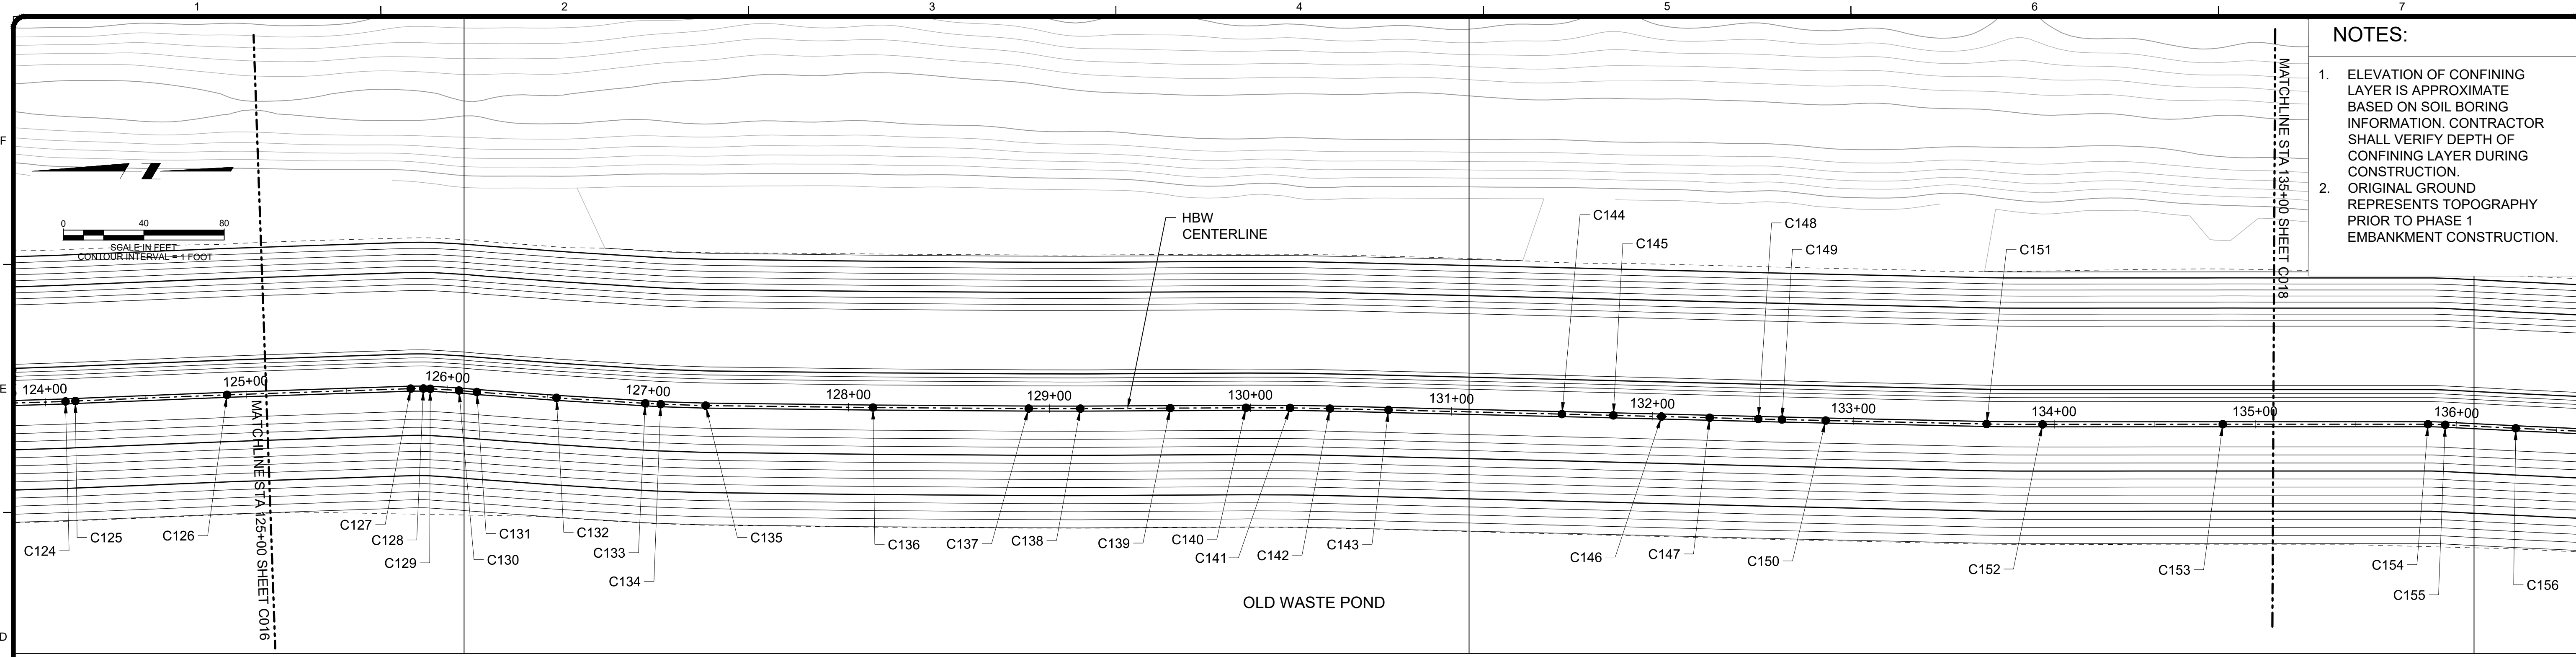 1 2 3 4 5 6 7
F
E
D
NOTES:
1. ELEVATION OF CONFINING
LAYER IS APPROXIMATE
BASED ON SOIL BORING
INFORMATION. CONTRACTOR
SHALL VERIFY DEPTH OF
CONFINING LAYER DURING
CONSTRUCTION.
2. ORIGINAL GROUND
REPRESENTS TOPOGRAPHY
PRIOR TO PHASE 1
EMBANKMENT CONSTRUCTION.
0 40 80
SCALE IN FEET
CONTOUR INTERVAL = 1 FOOT
MATCHLINE STA 125+00 SHEET C016
MATCHLINE STA 135+00 SHEET C018
HBW
CENTERLINE
C144
C145
C148
C149
C151
124+00 125+00 126+00 127+00 128+00 129+00 130+00 131+00 132+00 133+00 134+00 135+00 136+00
C124
C125
C126
C127
C128
C129
C130
C131
C132
C133
C134
C135
C136
C137
C138
C139
C140
C141
C142
C143
C146
C147
C150
C152
C153
C154
C155
C156
OLD WASTE POND